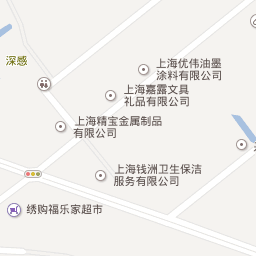 深感
上海优伟油墨
涂料有限公司
上海嘉露文具
礼品有限公司
上海精宝金属制品
有限公司
上海钱洲卫生保洁
服务有限公司
绣购福乐家超市